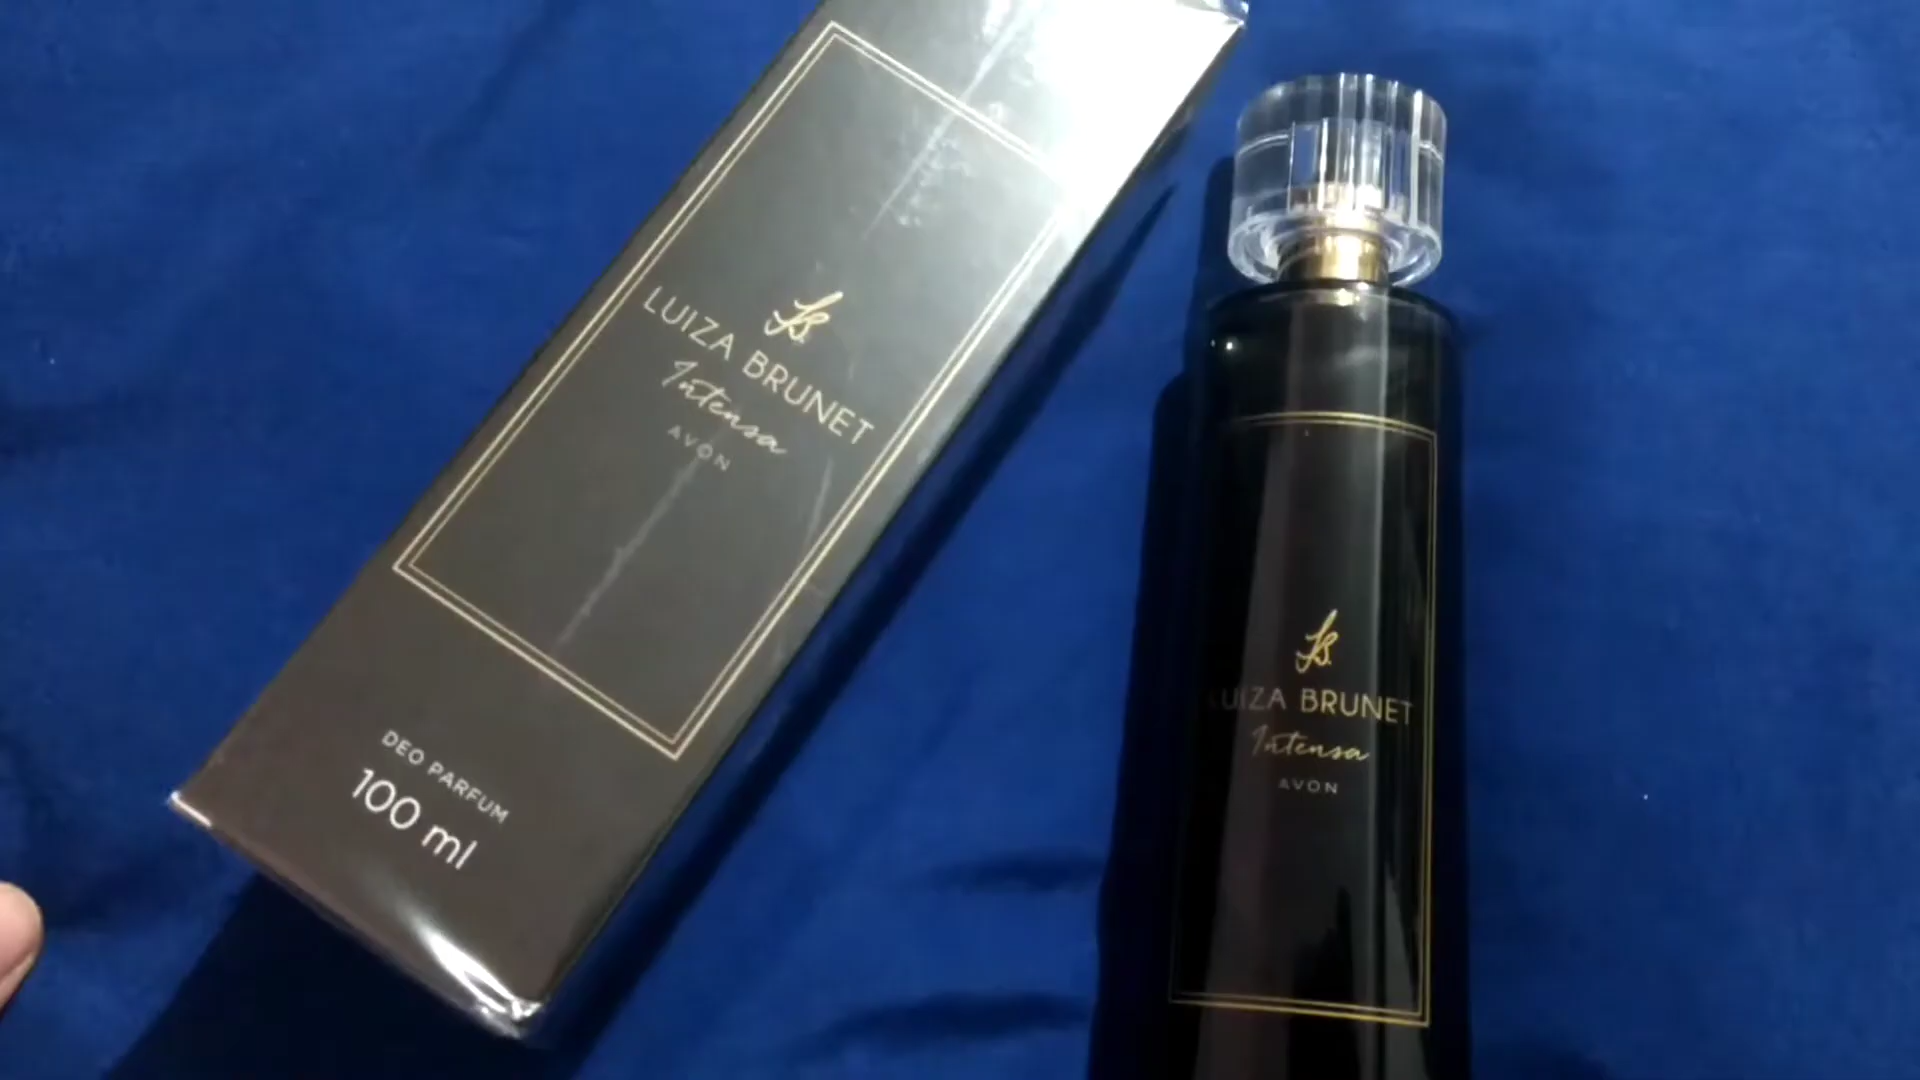 LB.
LUIZA BRUNET
Intensa
AVON
DEO PARFUM
100 ml
LB.
LUIZA BRUNET
Intensa
AVON